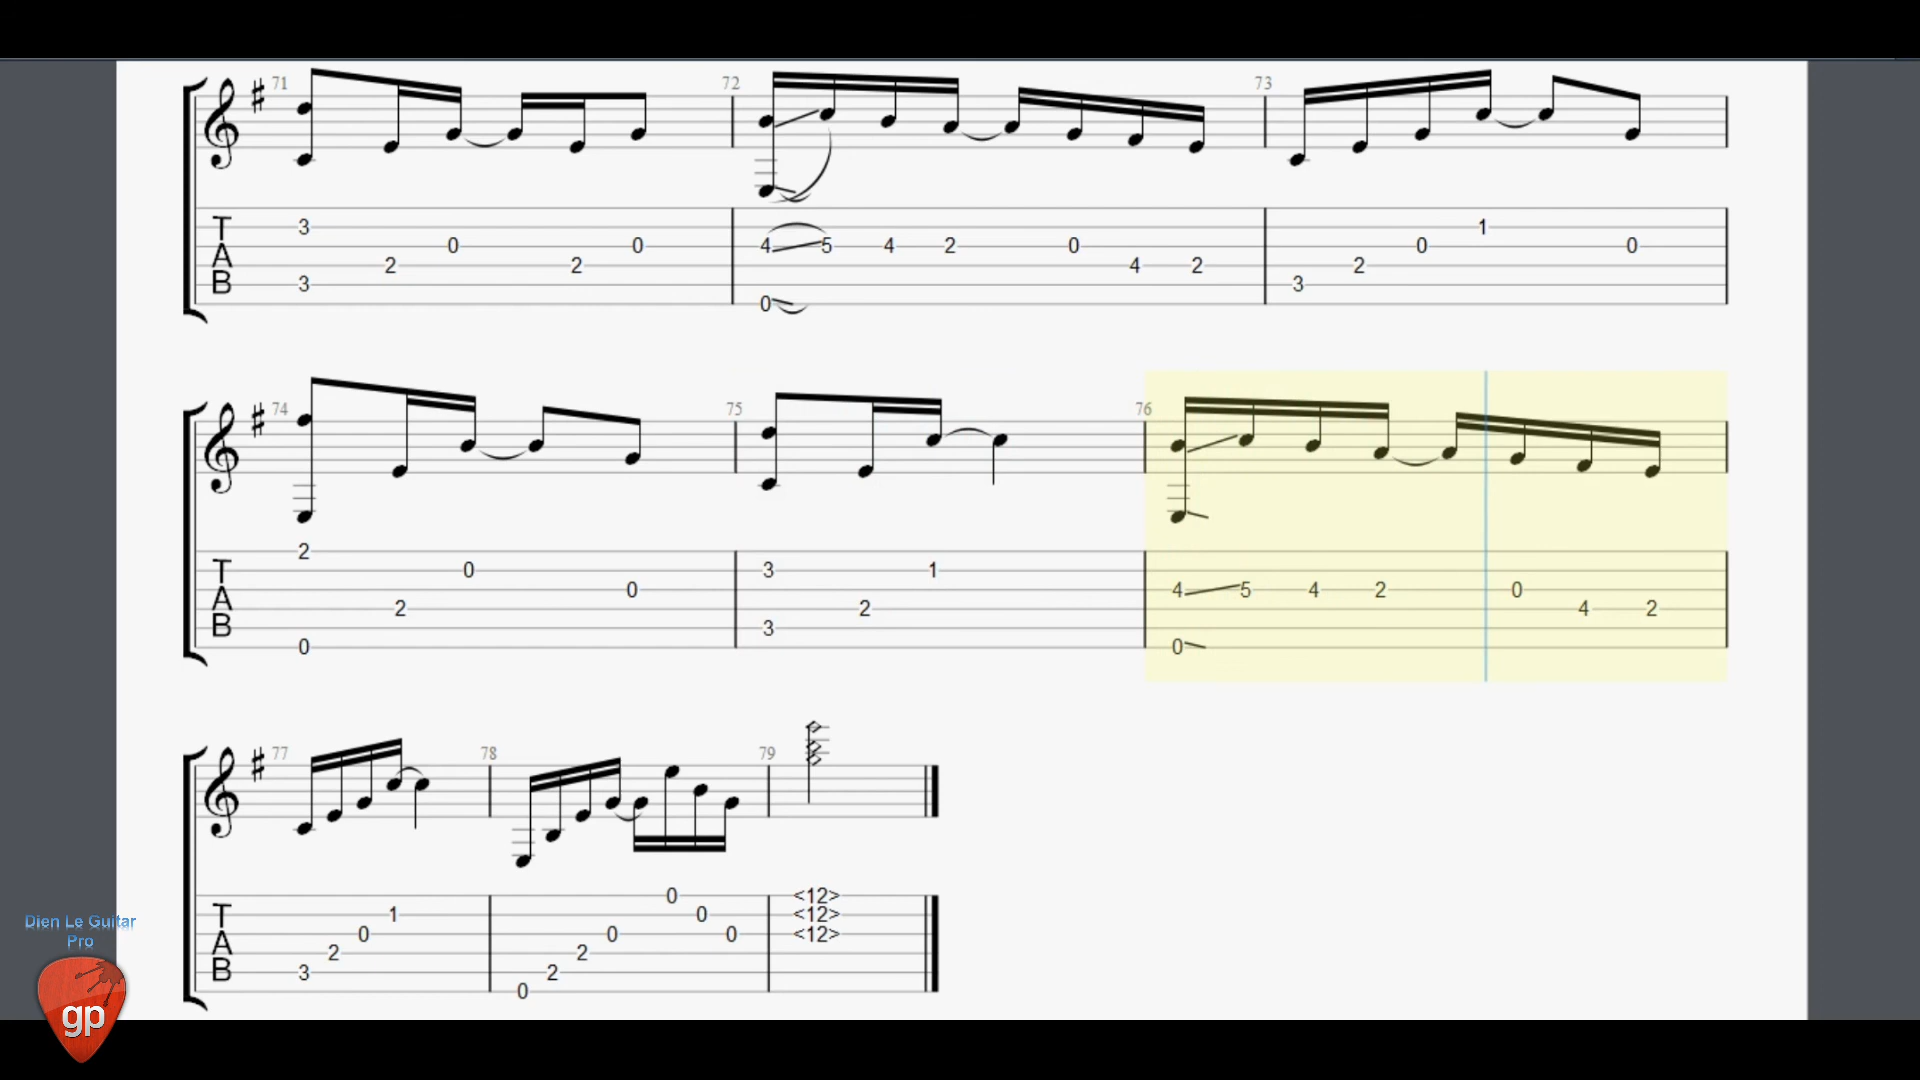 71 72 73
T 3 0 0 4 5 4 2 0 1 0
A 2 2 4 2 0 2
B 3 0 3
74 75 76
2
T 0 3 1
A 2 0 2 4 5 4 2 0 4 2
B 0 3 0
77 78 79
T 1 0 0 <12>
A 2 0 2 0 0 <12>
B 3 0 2 <12>
Dien Le Guitar
Pro
gp